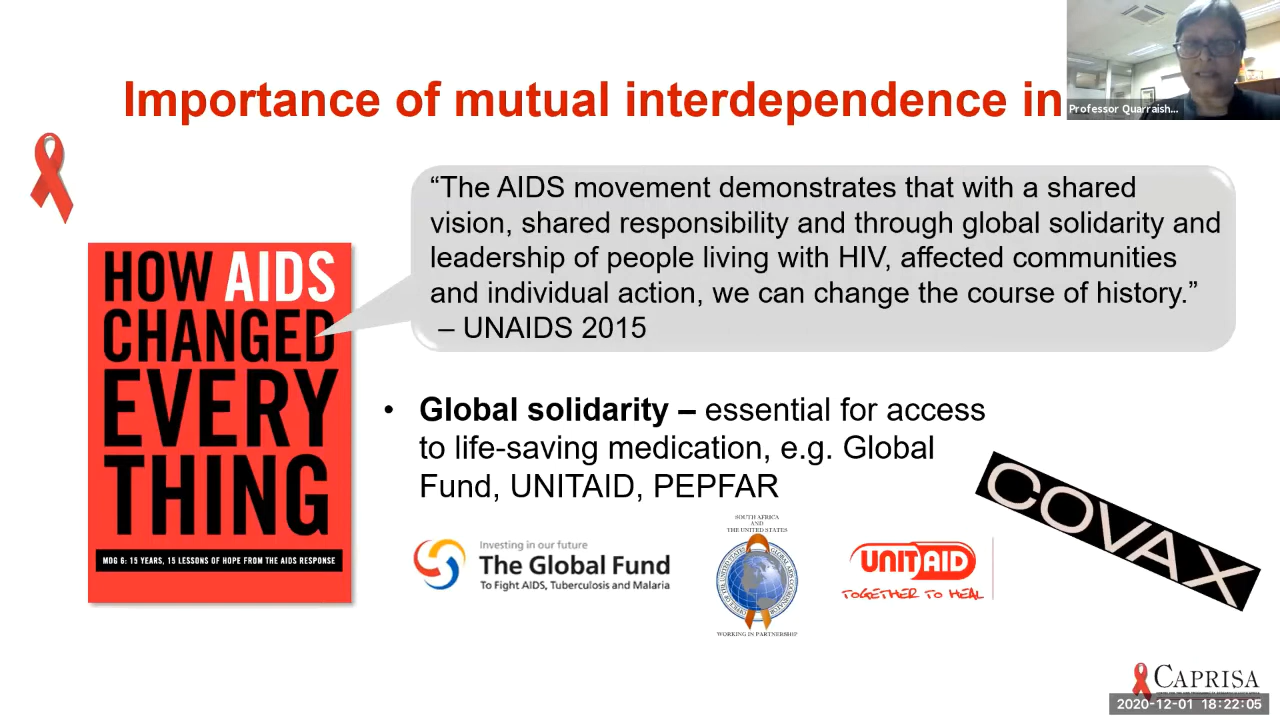 Importance of mutual interdependence in
Professor Quarraish...
“The AIDS movement demonstrates that with a shared
vision, shared responsibility and through global solidarity and
leadership of people living with HIV, affected communities
and individual action, we can change the course of history.”
– UNAIDS 2015
HOW AIDS
CHANGED
EVERY
THING
MDG 6: 15 YEARS, 15 LESSONS OF HOPE FROM THE AIDS RESPONSE
• Global solidarity – essential for access
to life-saving medication, e.g. Global
Fund, UNITAID, PEPFAR
COVAX
Investing in our future
The Global Fund
To Fight AIDS, Tuberculosis and Malaria
SOUTH AFRICA
AND
THE UNITED STATES
WORKING IN PARTNERSHIP
UNITAID
TOGETHER TO HEAL
CAPRISA
2020-12-01 18:22:05